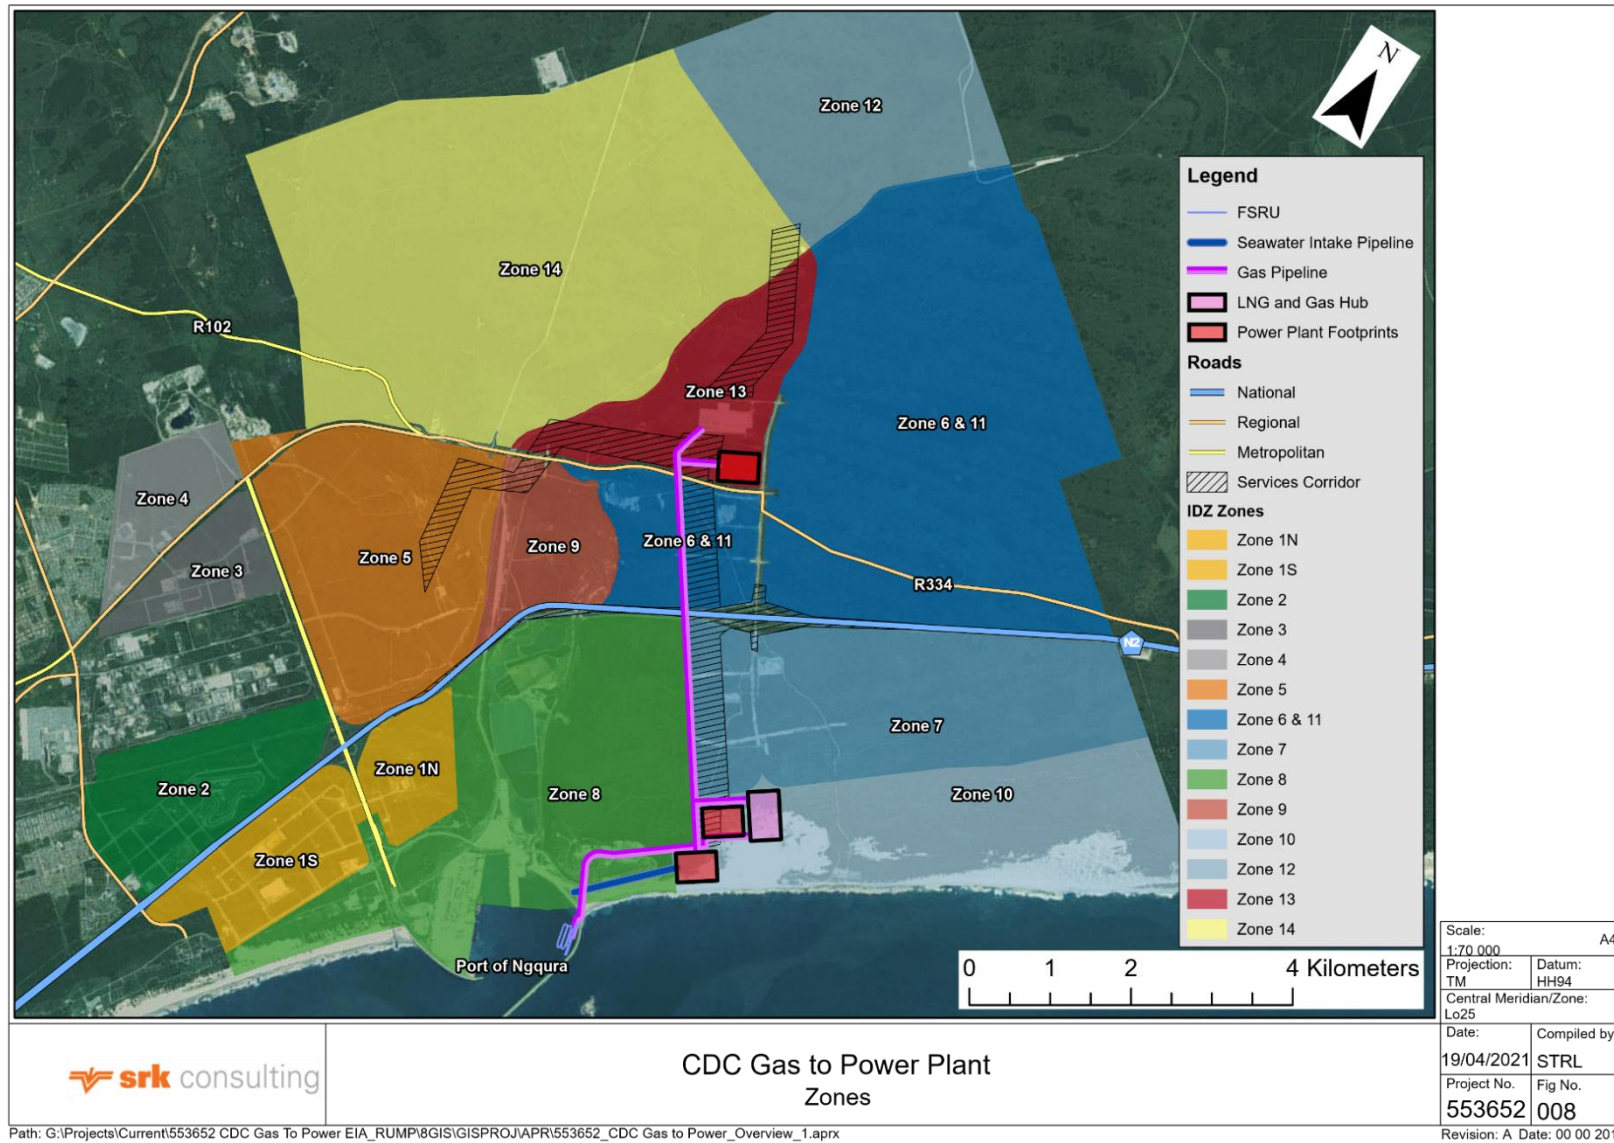 N
Zone 12
Zone 14
R102
Zone 13
Zone 6 & 11
Zone 4
Zone 3
Zone 5
Zone 9
Zone 6 & 11
R334
N2
Zone 7
Zone 2
Zone 1N
Zone 8
Zone 10
Zone 1S
Port of Ngqura
Legend
FSRU
Seawater Intake Pipeline
Gas Pipeline
LNG and Gas Hub
Power Plant Footprints
Roads
National
Regional
Metropolitan
Services Corridor
IDZ Zones
Zone 1N
Zone 1S
Zone 2
Zone 3
Zone 4
Zone 5
Zone 6 & 11
Zone 7
Zone 8
Zone 9
Zone 10
Zone 12
Zone 13
Zone 14
0 1 2 4 Kilometers
Scale: A4
1:70 000
Projection: Datum:
TM HH94
Central Meridian/Zone:
Lo25
Date: Compiled by
19/04/2021 STRL
Project No. Fig No.
553652 008
Revision: A Date: 00 00 201
srk consulting
CDC Gas to Power Plant
Zones
Path: G:\Projects\Current\553652 CDC Gas To Power EIA_RUMP\8GIS\GISPROJ\APR\553652_CDC Gas to Power_Overview_1.aprx